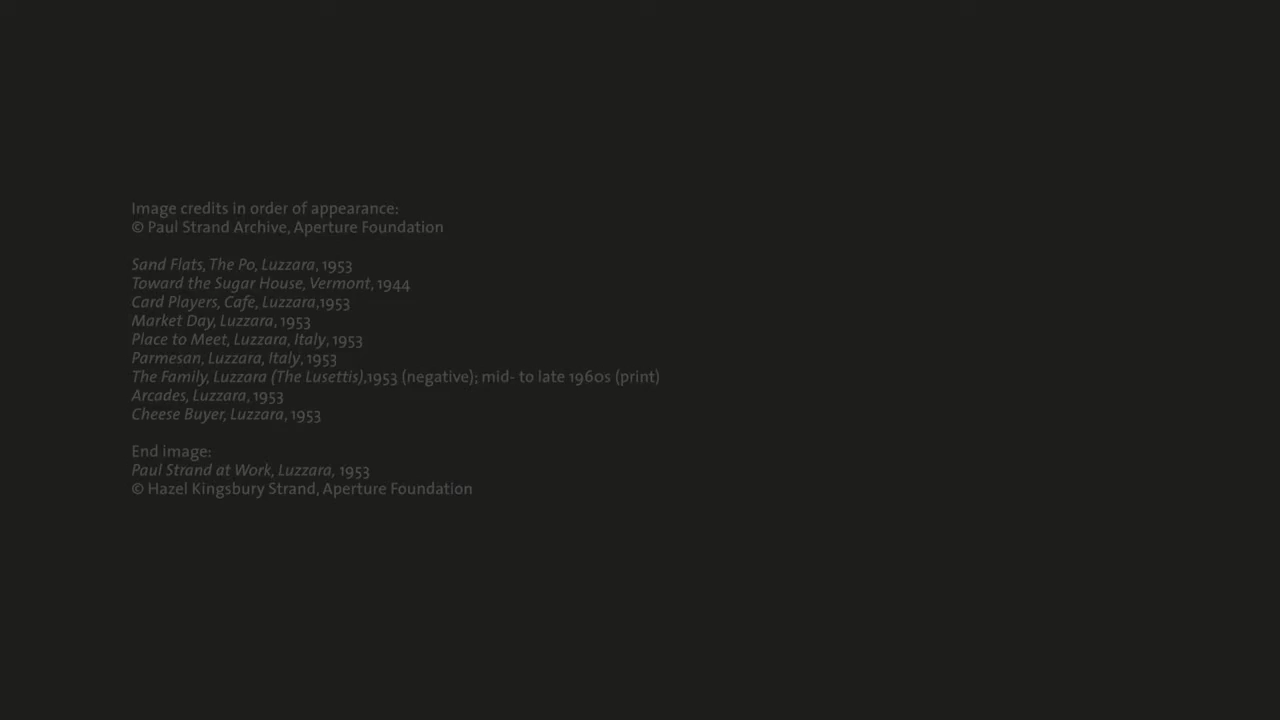 Image credits in order of appearance:
© Paul Strand Archive, Aperture Foundation
Sand Flats, The Po, Luzzara, 1953
Toward the Sugar House, Vermont, 1944
Card Players, Cafe, Luzzara,1953
Market Day, Luzzara, 1953
Place to Meet, Luzzara, Italy, 1953
Parmesan, Luzzara, Italy, 1953
The Family, Luzzara (The Lusettis),1953 (negative); mid- to late 1960s (print)
Arcades, Luzzara, 1953
Cheese Buyer, Luzzara, 1953
End image:
Paul Strand at Work, Luzzara, 1953
© Hazel Kingsbury Strand, Aperture Foundation